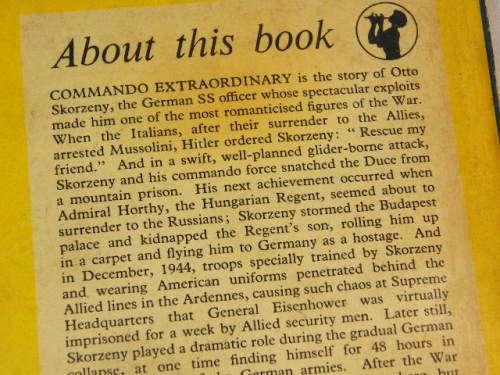 About this book
COMMANDO EXTRAORDINARY is the story of Otto
Skorzeny, the German SS officer whose spectacular exploits
made him one of the most romanticised figures of the War.
When the Italians, after their surrender to the Allies,
arrested Mussolini, Hitler ordered Skorzeny: “ Rescue my
friend.” And in a swift, well-planned glider-borne attack,
Skorzeny and his commando force snatched the Duce from
a mountain prison. His next achievement occurred when
Admiral Horthy, the Hungarian Regent, seemed about to
surrender to the Russians; Skorzeny stormed the Budapest
palace and kidnapped the Regent's son, rolling him up
in a carpet and flying him to Germany as a hostage. And
in December, 1944, troops specially trained by Skorzeny
and wearing American uniforms penetrated behind the
Allied lines in the Ardennes, causing such chaos at Supreme
Headquarters that General Eisenhower was virtually
imprisoned for a week by Allied security men. Later still,
Skorzeny played a dramatic role during the gradual German
collapse, at one time finding himself for 48 hours in
of the German armies. After the War